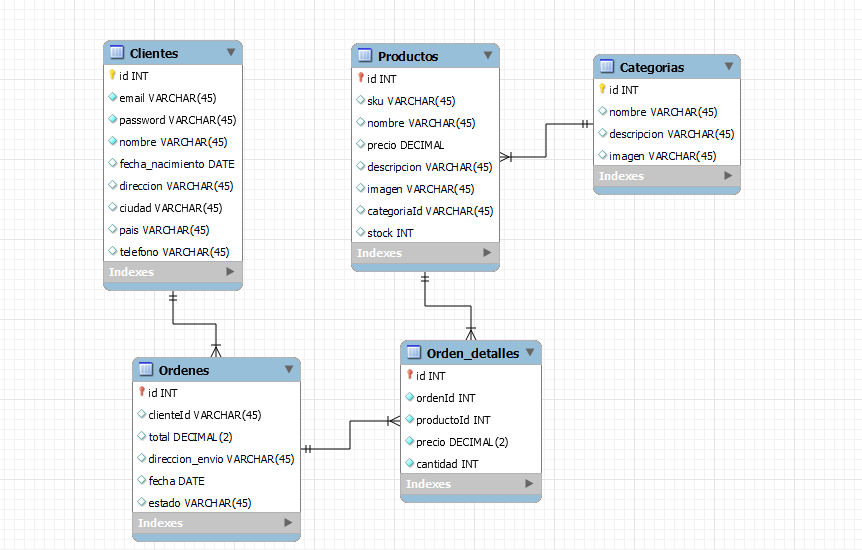 Clientes
id INT
email VARCHAR(45)
password VARCHAR(45)
nombre VARCHAR(45)
fecha_nacimiento DATE
direccion VARCHAR(45)
ciudad VARCHAR(45)
pais VARCHAR(45)
telefono VARCHAR(45)
Indexes
Productos
id INT
sku VARCHAR(45)
nombre VARCHAR(45)
precio DECIMAL
descripcion VARCHAR(45)
imagen VARCHAR(45)
categoriaId VARCHAR(45)
stock INT
Indexes
Categorias
id INT
nombre VARCHAR(45)
descripcion VARCHAR(45)
imagen VARCHAR(45)
Indexes
Ordenes
id INT
clienteId VARCHAR(45)
total DECIMAL(2)
direccion_envio VARCHAR(45)
fecha DATE
estado VARCHAR(45)
Indexes
Orden_detalles
id INT
ordenId INT
productoId INT
precio DECIMAL(2)
cantidad INT
Indexes